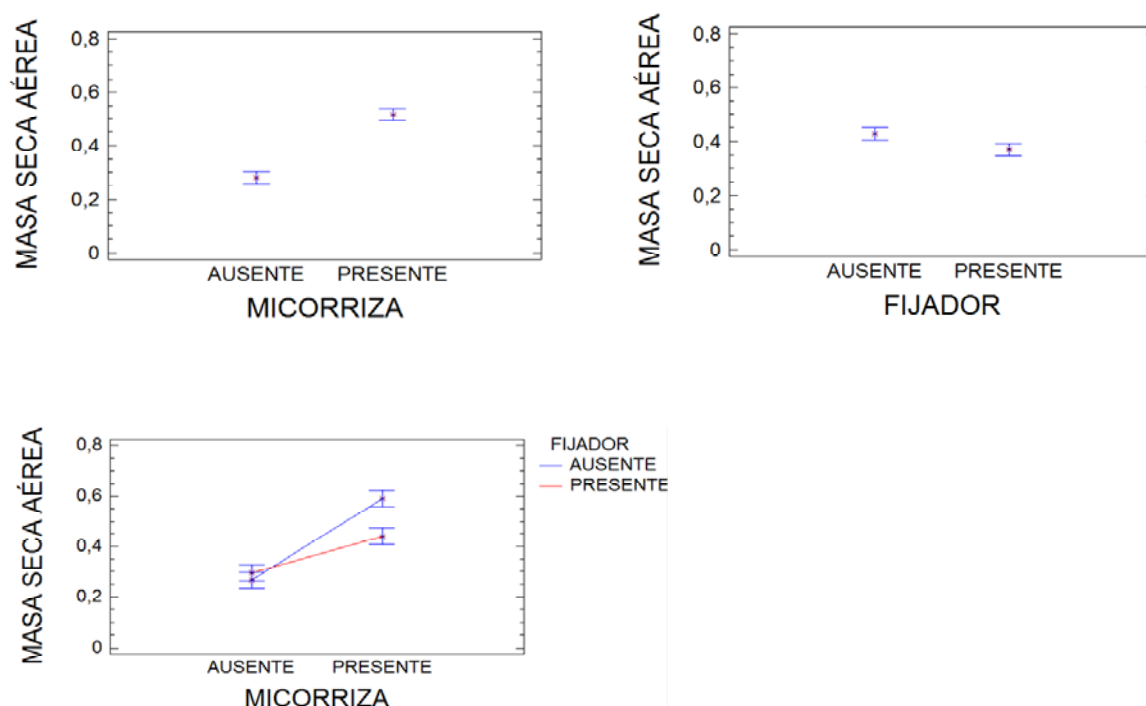 MASA SECA AÉREA
0,8
0,6
0,4
0,2
0
AUSENTE PRESENTE
MICORRIZA
MASA SECA AÉREA
0,8
0,6
0,4
0,2
0
AUSENTE PRESENTE
FIJADOR
MASA SECA AÉREA
0,8
0,6
0,4
0,2
0
AUSENTE PRESENTE
MICORRIZA
FIJADOR
AUSENTE
PRESENTE